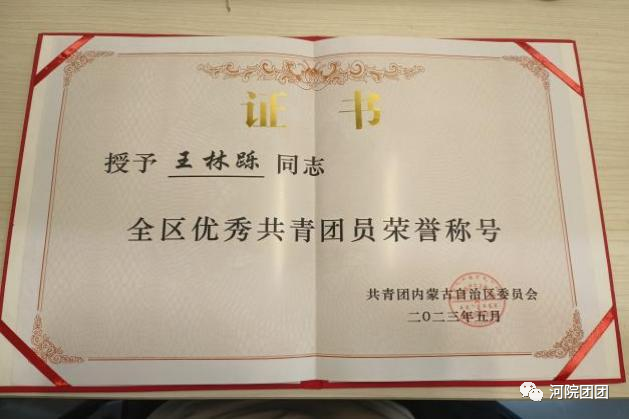 证书
授予 王林跞 同志
全区优秀共青团员荣誉称号
共青团内蒙古自治区委员会
二〇二三年五月
河院团团